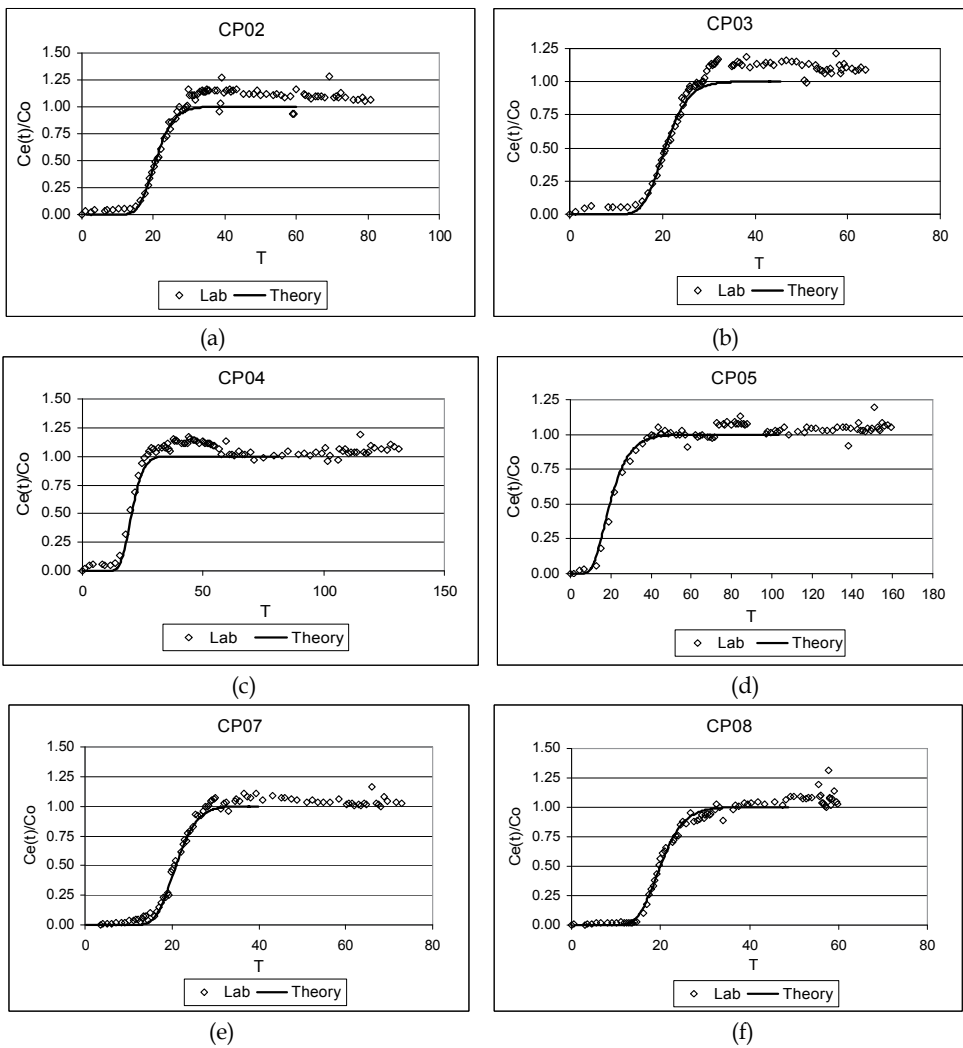 CP02
1.50
1.25
1.00
0.75
0.50
0.25
0.00
Ce(t)/Co
0 20 40 60 80 100
T
Lab Theory
(a)
CP03
1.25
1.00
0.75
0.50
0.25
0.00
Ce(t)/Co
0 20 40 60 80
T
Lab Theory
(b)
CP04
1.50
1.25
1.00
0.75
0.50
0.25
0.00
Ce(t)/Co
0 50 100 150
T
Lab Theory
(c)
CP05
1.25
1.00
0.75
0.50
0.25
0.00
Ce(t)/Co
0 20 40 60 80 100 120 140 160 180
T
Lab Theory
(d)
CP07
1.50
1.25
1.00
0.75
0.50
0.25
0.00
Ce(t)/Co
0 20 40 60 80
T
Lab Theory
(e)
CP08
1.50
1.25
1.00
0.75
0.50
0.25
0.00
Ce(t)/Co
0 20 40 60 80
T
Lab Theory
(f)